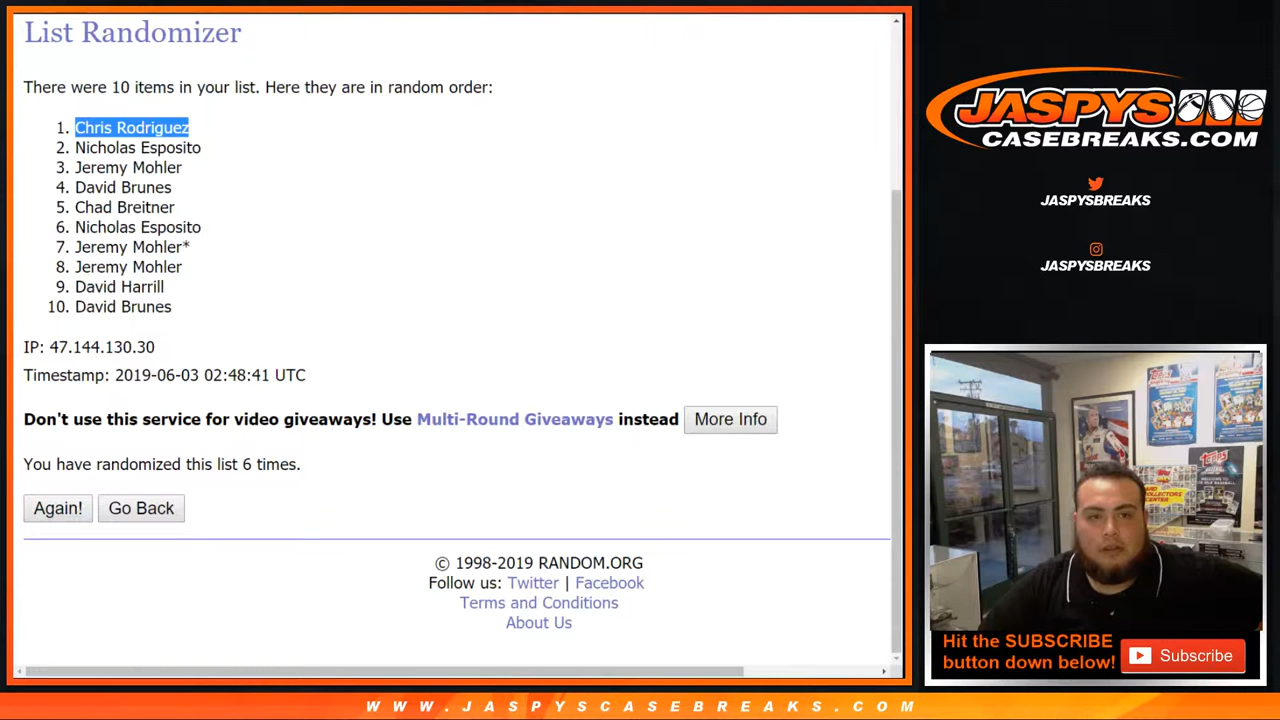 List Randomizer
There were 10 items in your list. Here they are in random order:
1. Chris Rodriguez
2. Nicholas Esposito
3. Jeremy Mohler
4. David Brunes
5. Chad Breitner
6. Nicholas Esposito
7. Jeremy Mohler*
8. Jeremy Mohler
9. David Harrill
10. David Brunes
IP: 47.144.130.30
Timestamp: 2019-06-03 02:48:41 UTC
Don't use this service for video giveaways! Use Multi-Round Giveaways instead More Info
You have randomized this list 6 times.
Again! Go Back
© 1998-2019 RANDOM.ORG
Follow us: Twitter | Facebook
Terms and Conditions
About Us
JASPYS
CASEBREAKS.COM
JASPYSBREAKS
JASPYSBREAKS
topps
Hit the SUBSCRIBE
button down below!
Subscribe
WWW.JASPYSCASEBREAKS.COM